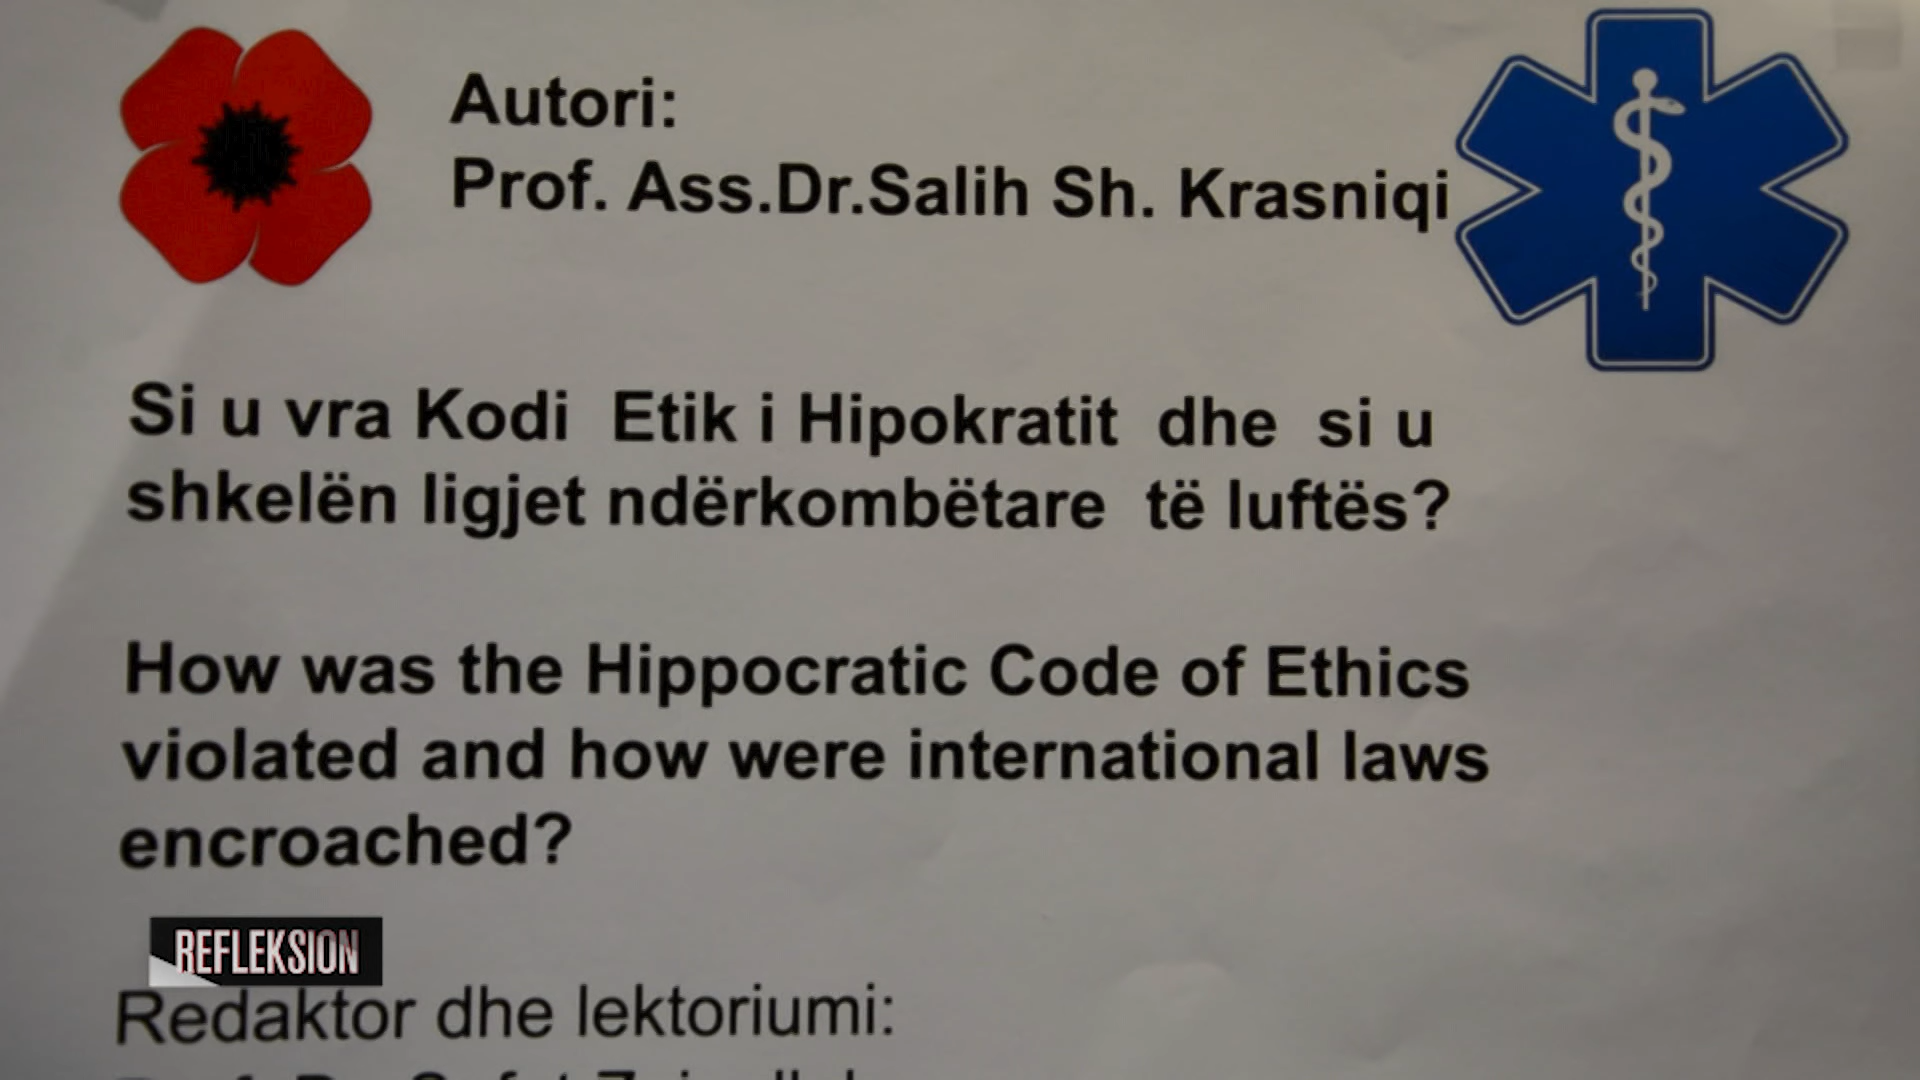 Autori:
Prof. Ass.Dr.Salih Sh. Krasniqi
Si u vra Kodi Etik i Hipokratit dhe si u
shkelën ligjet ndërkombëtare të luftës?
How was the Hippocratic Code of Ethics
violated and how were international laws
encroached?
REFLEKSION
Redaktor dhe lektoriumi: